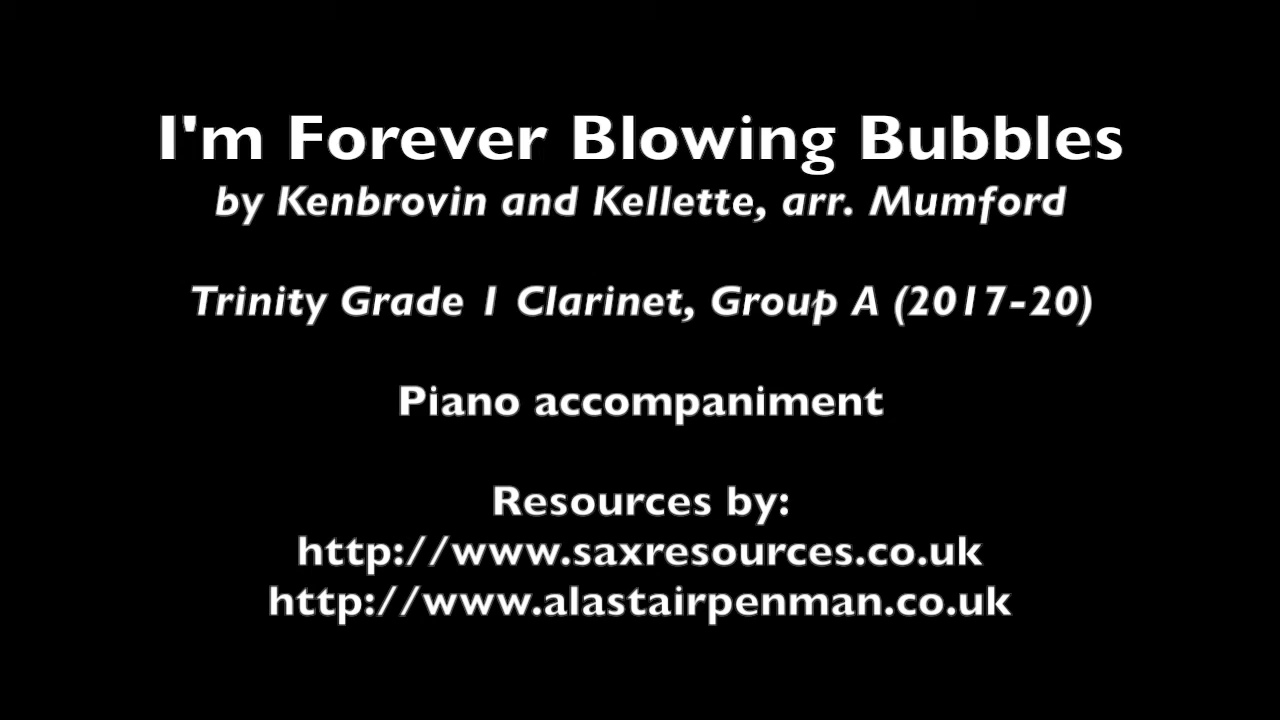 I'm Forever Blowing Bubbles
by Kenbrovin and Kellette, arr. Mumford
Trinity Grade 1 Clarinet, Group A (2017-20)
Piano accompaniment
Resources by:
http://www.saxresources.co.uk
http://www.alastairpenman.co.uk